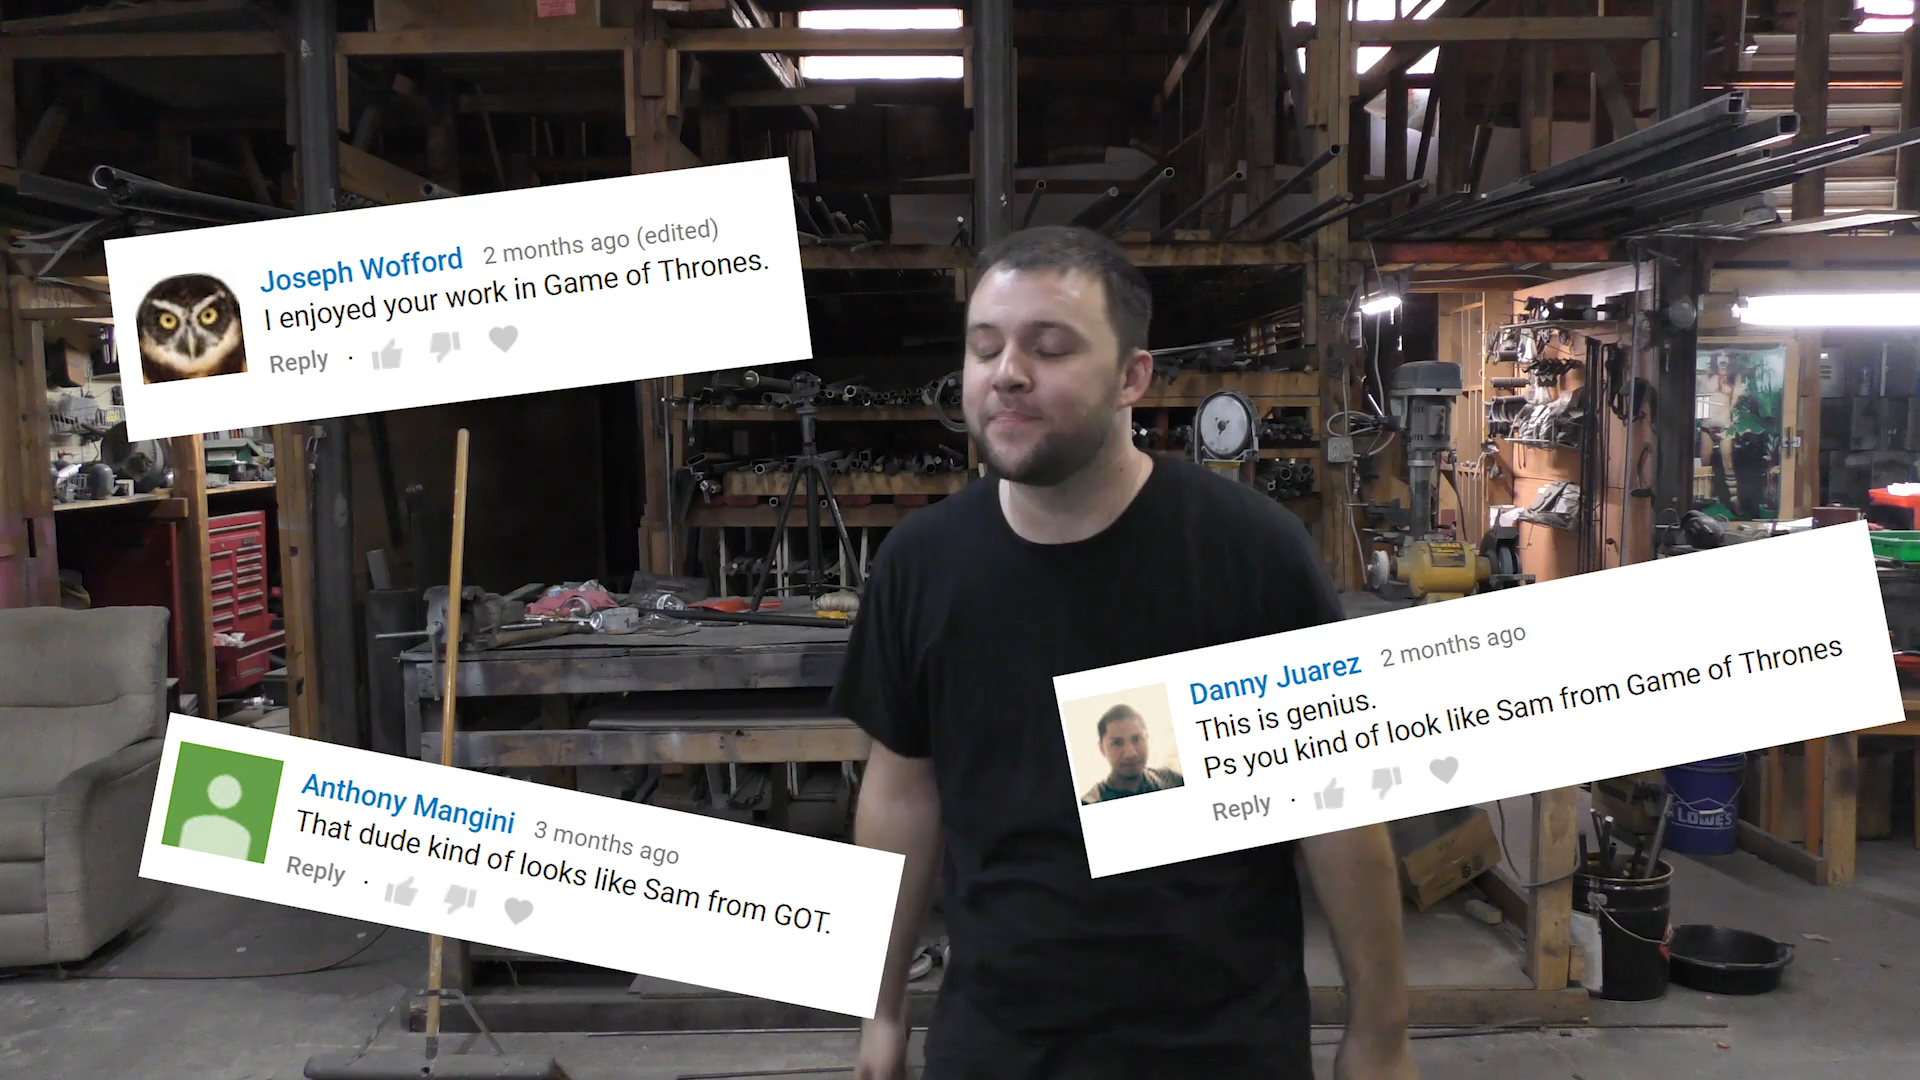 Joseph Wofford 2 months ago (edited)
I enjoyed your work in Game of Thrones.
Reply ·
Danny Juarez 2 months ago
This is genius.
Ps you kind of look like Sam from Game of Thrones
Reply ·
Anthony Mangini 3 months ago
That dude kind of looks like Sam from GOT.
Reply ·
LOWE'S